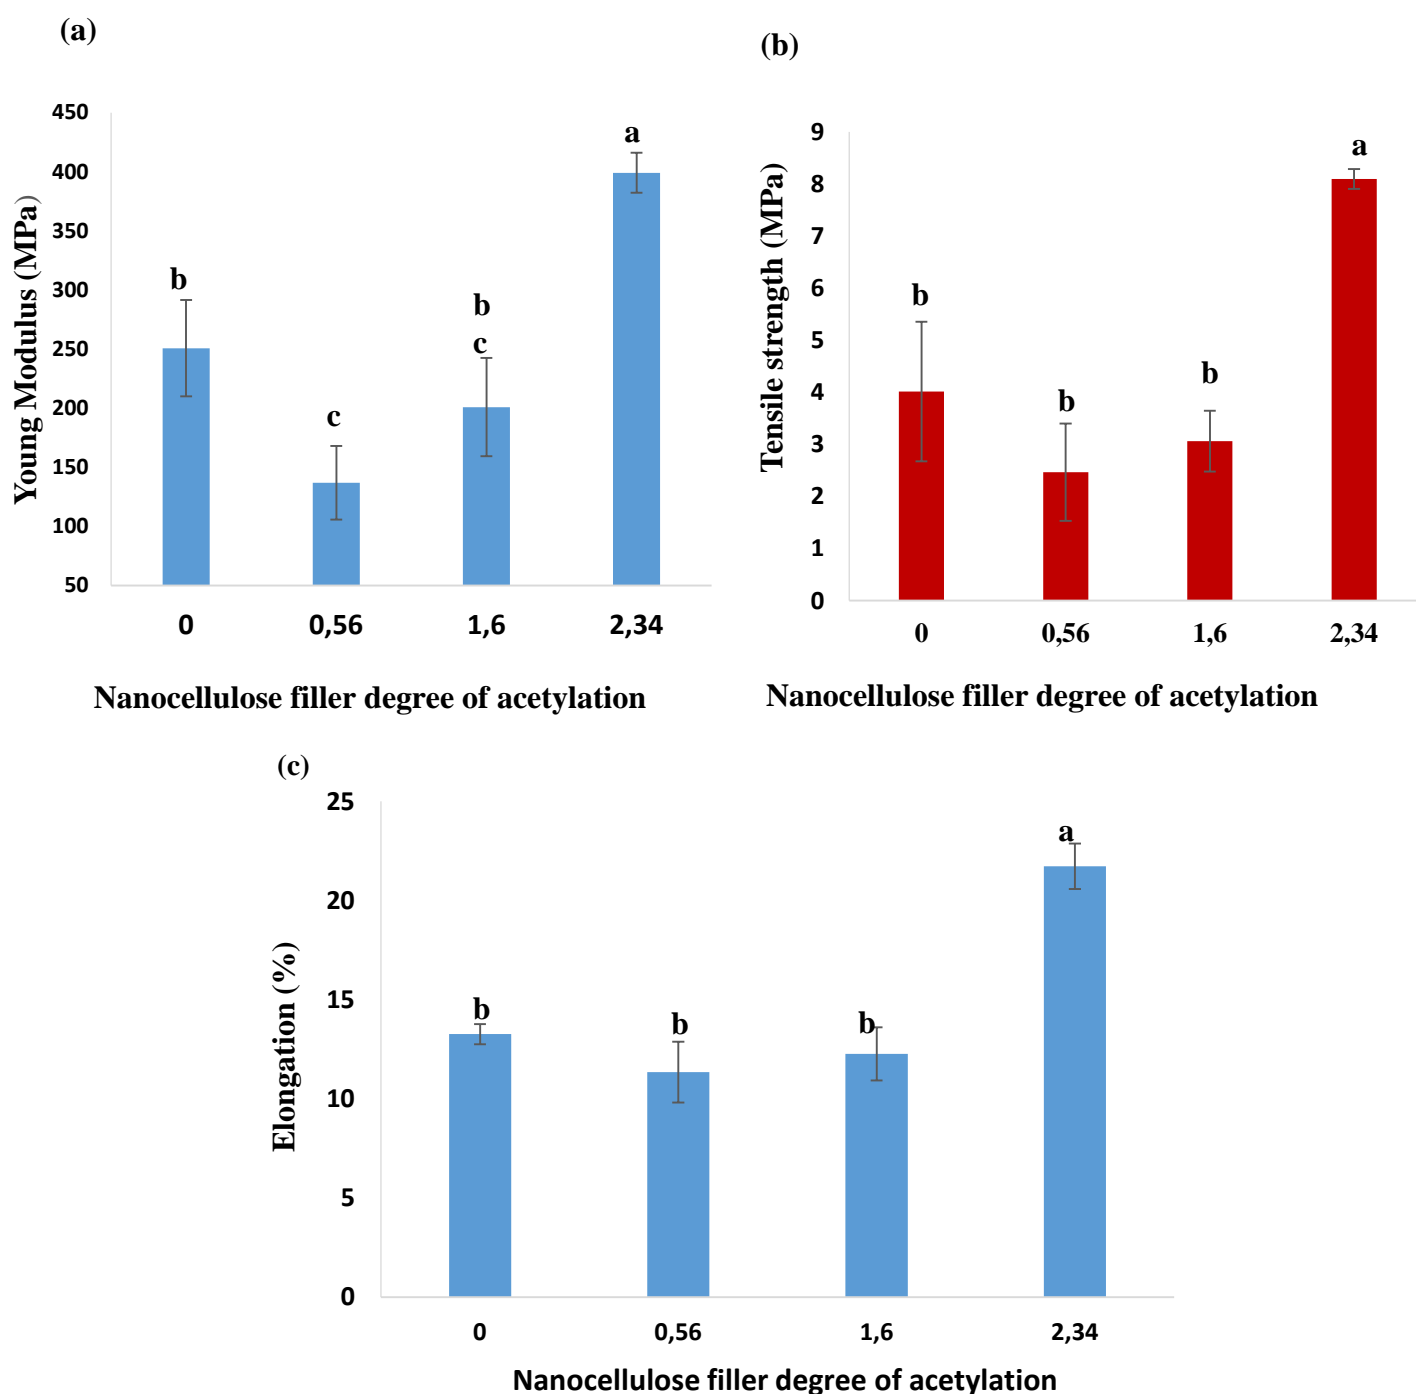 (a)
Young Modulus (MPa)
450
400
350
300
250
200
150
100
50
b
c
b
c
a
0
0,56
1,6
2,34
Nanocellulose filler degree of acetylation
(b)
Tensile strength (MPa)
9
8
7
6
5
4
3
2
1
0
b
b
b
a
0
0,56
1,6
2,34
Nanocellulose filler degree of acetylation
(c)
Elongation (%)
25
20
15
10
5
0
b
b
b
a
0
0,56
1,6
2,34
Nanocellulose filler degree of acetylation